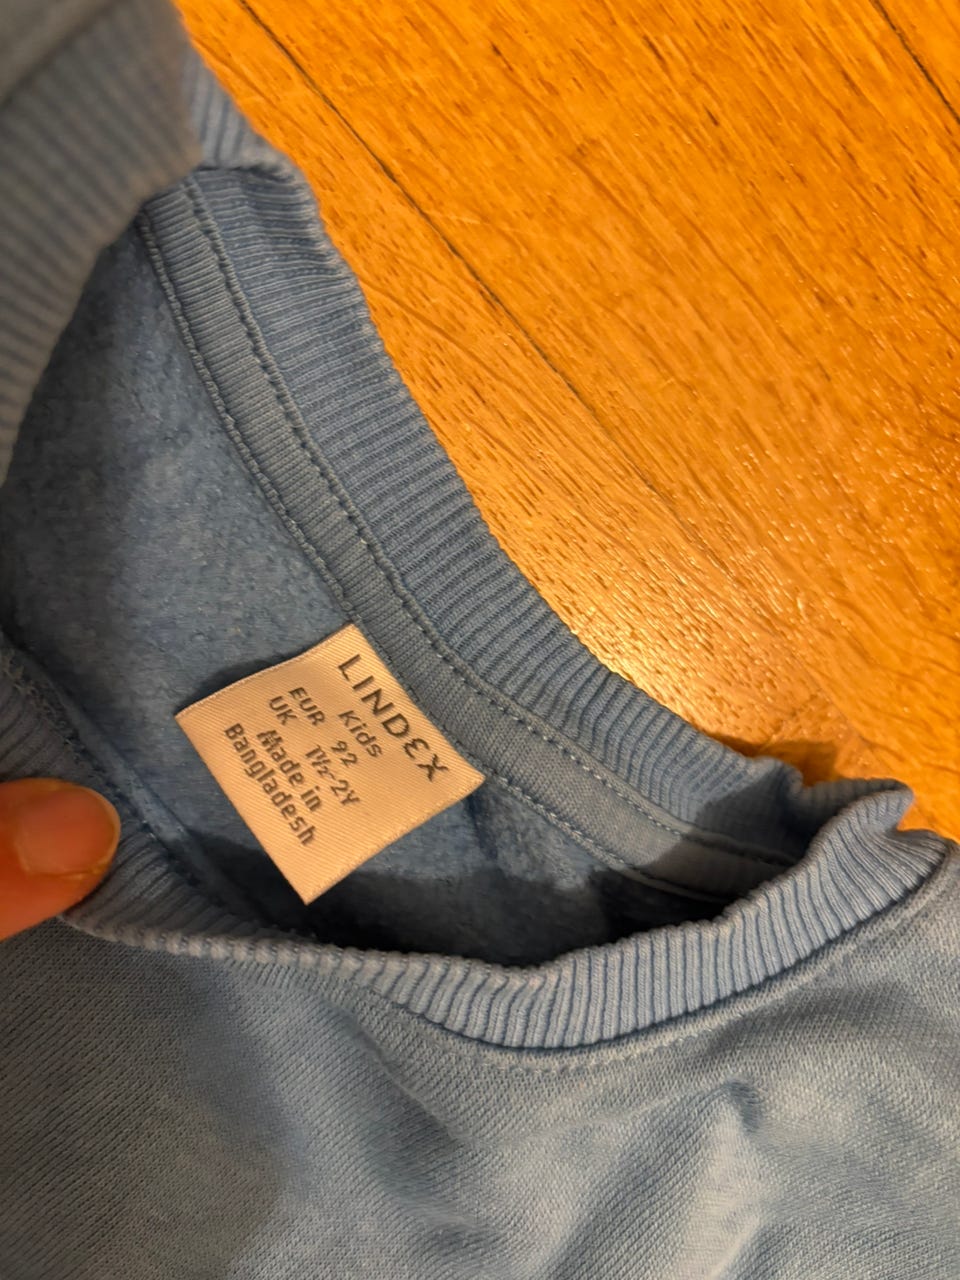 LINDEX
Kids
EUR 92
UK 1½-2Y
Made in
Bangladesh